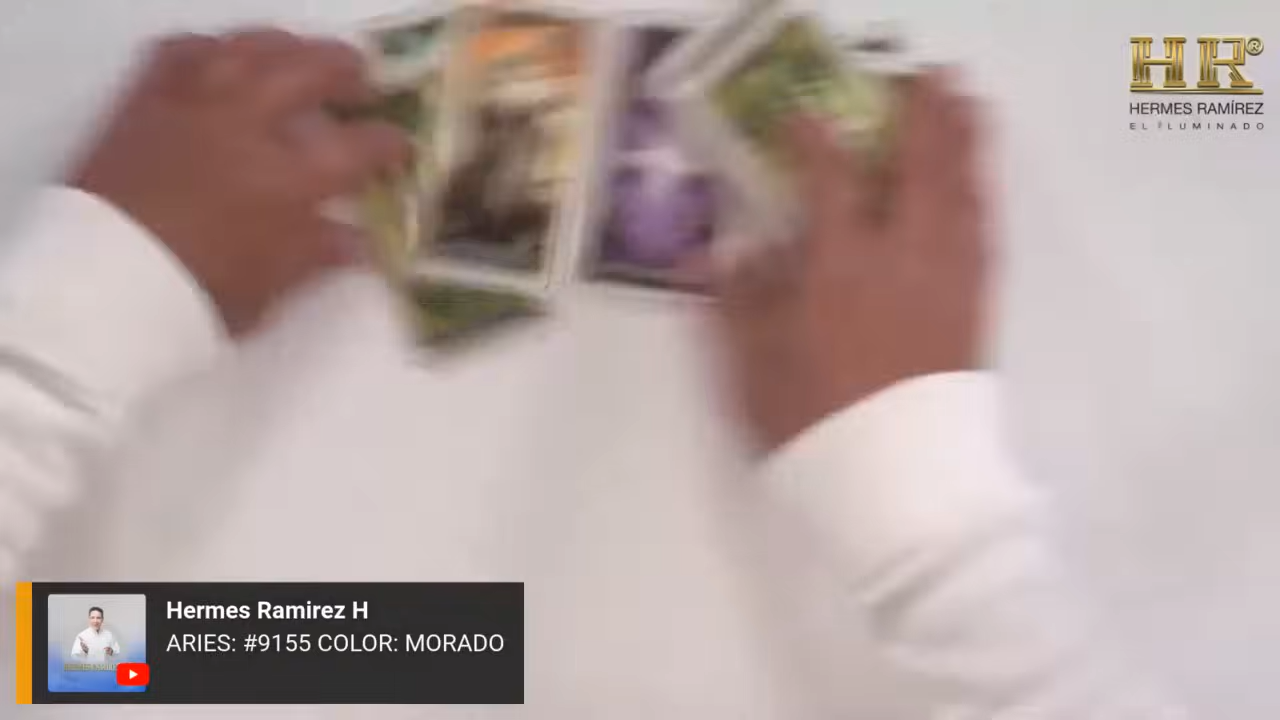 HR®
HERMES RAMÍREZ
EL ILUMINADO
Hermes Ramirez H
ARIES: #9155 COLOR: MORADO